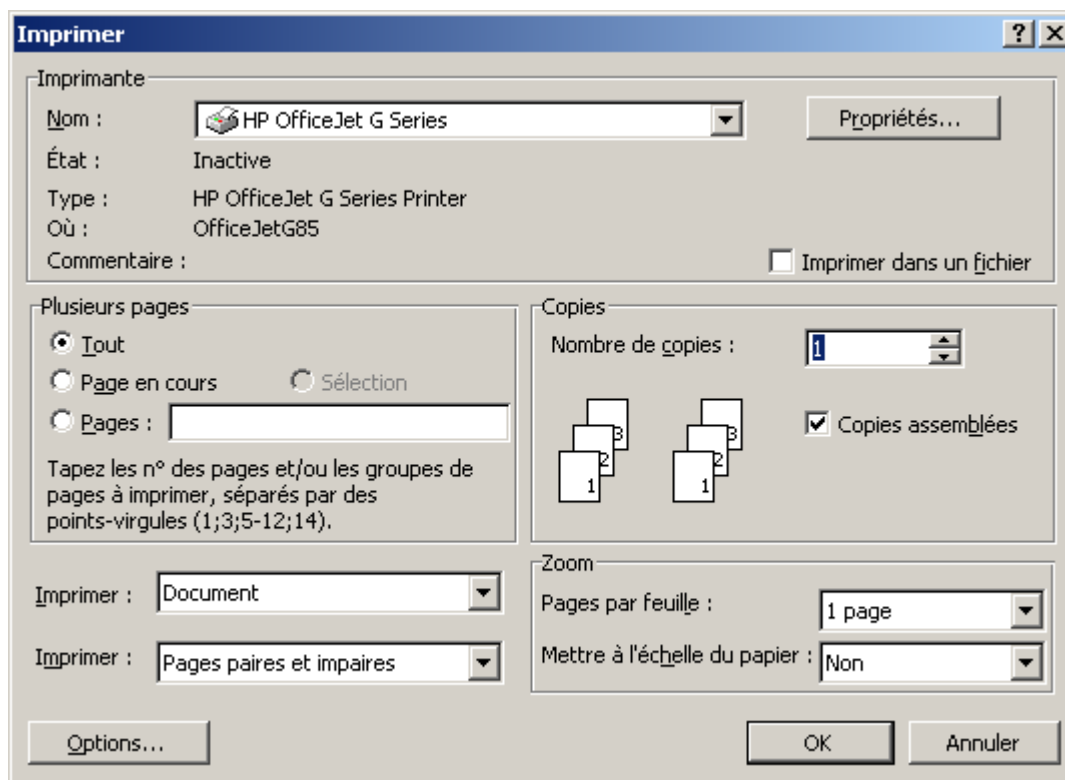 Imprimer
Imprimante
Nom : HP OfficeJet G Series Propriétés...
État : Inactive
Type : HP OfficeJet G Series Printer
Où : OfficeJetG85
Commentaire : Imprimer dans un fichier
Plusieurs pages
Tout
Page en cours Sélection
Pages :
Tapez les n° des pages et/ou les groupes de
pages à imprimer, séparés par des
points-virgules (1;3;5-12;14).
Copies
Nombre de copies : 1
3 3
2 2
1 1
Copies assemblées
Imprimer : Document
Imprimer : Pages paires et impaires
Zoom
Pages par feuille : 1 page
Mettre à l'échelle du papier : Non
Options... OK Annuler